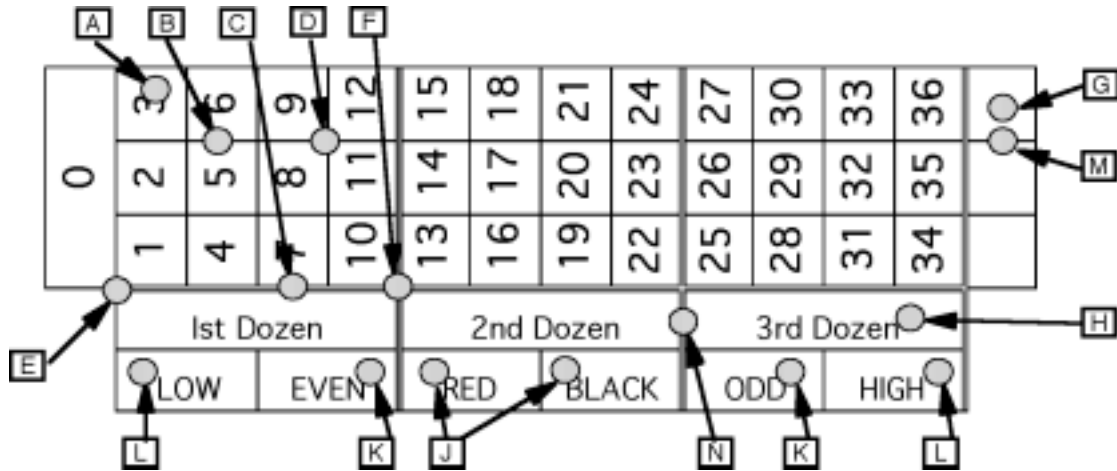 A B C D F
3 6 9 12 15 18 21 24 27 30 33 36 G
0 2 5 8 11 14 17 20 23 26 29 32 35 M
1 4 7 10 13 16 19 22 25 28 31 34
Ist Dozen 2nd Dozen 3rd Dozen H
E
LOW EVEN RED BLACK ODD HIGH
L K J N K L